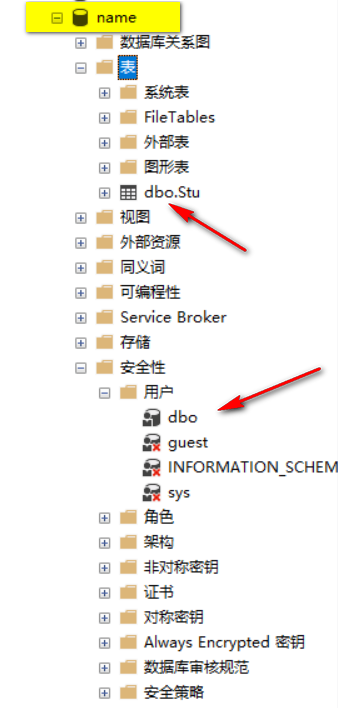 name
数据库关系图
表
系统表
FileTables
外部表
图形表
dbo.Stu
视图
外部资源
同义词
可编程性
Service Broker
存储
安全性
用户
dbo
guest
INFORMATION_SCHEM
sys
角色
架构
非对称密钥
证书
对称密钥
Always Encrypted 密钥
数据库审核规范
安全策略